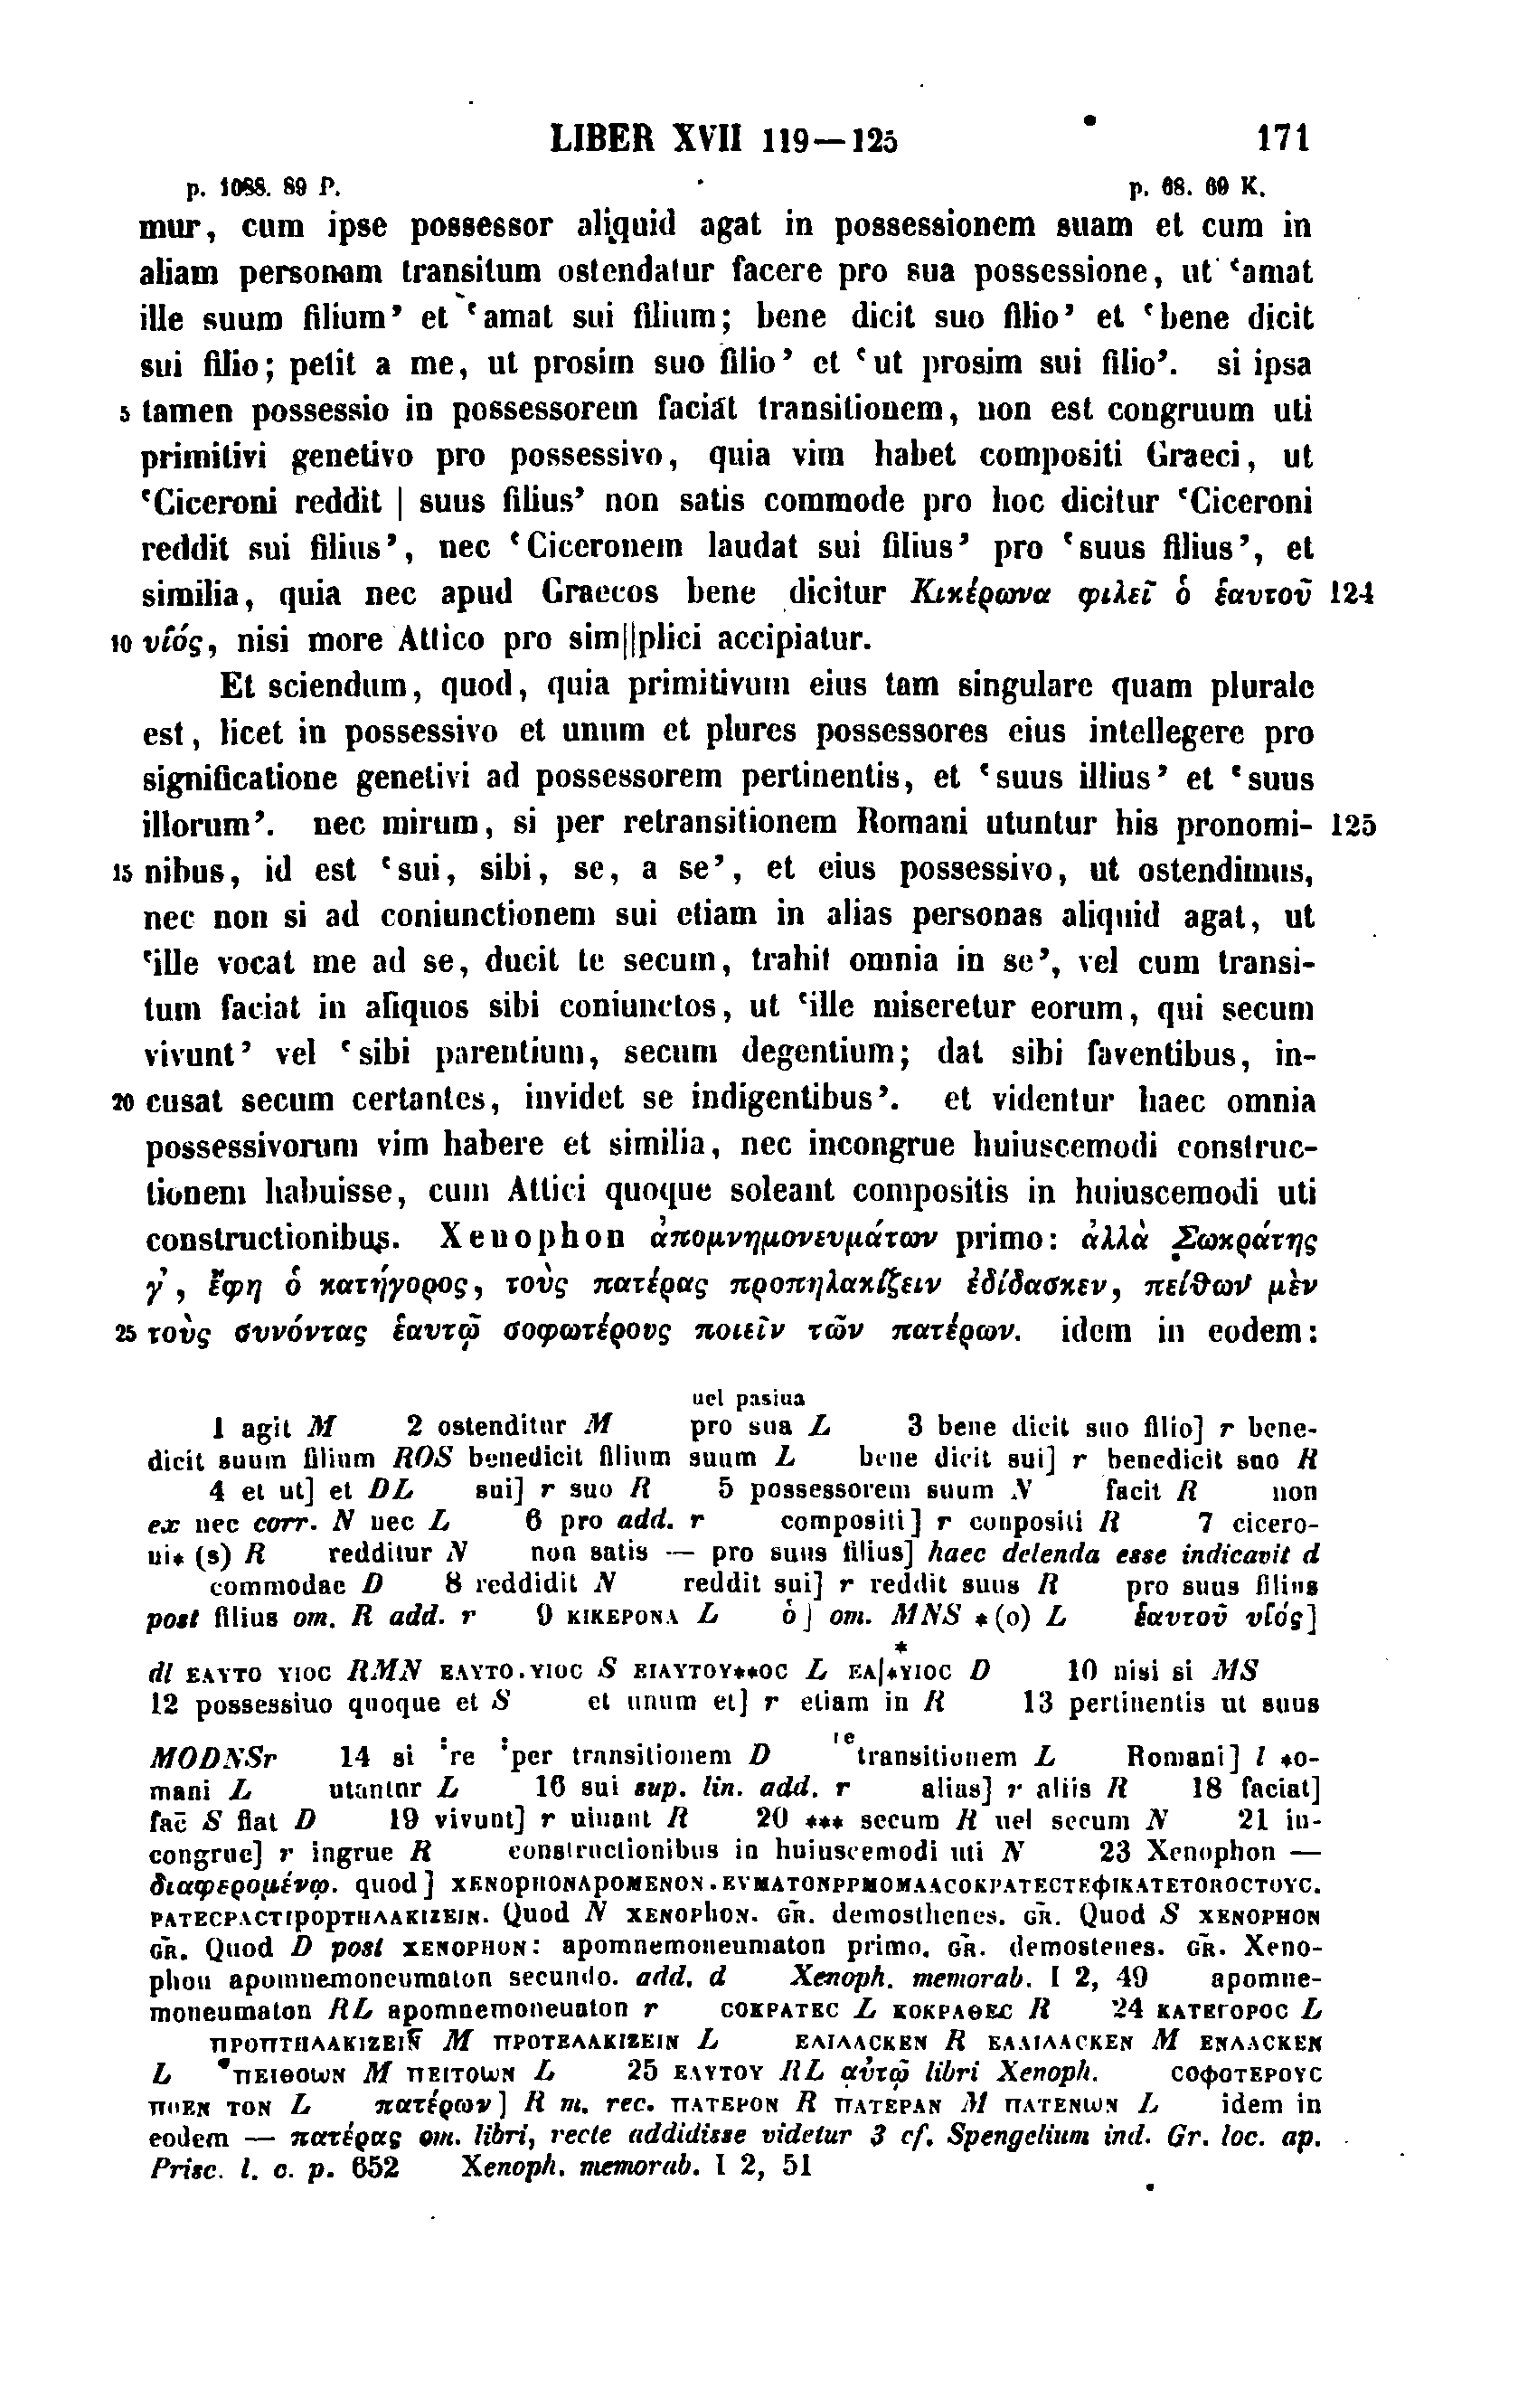 LIBER XVII 119—125 171
p. 1088. 89 P. p. 68. 69 K.
mur, cum ipse possessor aliquid agat in possessionem suam et cum in
aliam personam transitum ostendatur facere pro sua possessione, ut ‘amat
ille suum filium’ et ‘amat sui filium; bene dicit suo filio’ et ‘bene dicit
sui filio; petit a me, ut prosim suo filio’ et ‘ut prosim sui filio’. si ipsa
5 tamen possessio in possessorem faciat transitionem, non est congruum uti
primitivi genetivo pro possessivo, quia vim habet compositi Graeci, ut
‘Ciceroni reddit | suus filius’ non satis commode pro hoc dicitur ‘Ciceroni
reddit sui filius’, nec ‘Ciceronem laudat sui filius’ pro ‘suus filius’, et
similia, quia nec apud Graecos bene dicitur Κικέρωνα φιλεῖ ὁ ἑαυτοῦ 124
10 υἱός, nisi more Attico pro sim||plici accipiatur.
Et sciendum, quod, quia primitivum eius tam singulare quam plurale
est, licet in possessivo et unum et plures possessores eius intellegere pro
significatione genetivi ad possessorem pertinentis, et ‘suus illius’ et ‘suus
illorum’. nec mirum, si per retransitionem Romani utuntur his pronomi- 125
15 nibus, id est ‘sui, sibi, se, a se’, et eius possessivo, ut ostendimus,
nec non si ad coniunctionem sui etiam in alias personas aliquid agat, ut
‘ille vocat me ad se, ducit te secum, trahit omnia in se’, vel cum transi-
tum faciat in aliquos sibi coniunctos, ut ‘ille miseretur eorum, qui secum
vivunt’ vel ‘sibi parentium, secum degentium; dat sibi faventibus, in-
20 cusat secum certantes, invidet se indigentibus’. et videntur haec omnia
possessivorum vim habere et similia, nec incongrue huiuscemodi construc-
tionem habuisse, cum Attici quoque soleant compositis in huiuscemodi uti
constructionibus. Xenophon ἀπομνημονευμάτων primo: ἀλλὰ Σωκράτης
γ’, ἔφη ὁ κατήγορος, τοὺς πατέρας προπηλακίζειν ἐδίδασκεν, πείθων μὲν
25 τοὺς συνόντας ἑαυτῷ σοφωτέρους ποιεῖν τῶν πατέρων. idem in eodem:
uel pasiua
1 agit M 2 ostenditur M pro sua L 3 bene dicit suo filio] r bene-
dicit suum filium ROS benedicit filium suum L bene dicit sui] r benedicit suo R
4 et ut] et DL sui] r suo R 5 possessorem suum N facit R non
ex nec corr. N nec L 6 pro add. r compositi] r conpositi R 7 cicero-
ni* (s) R redditur N non satis — pro suus filius] haec delenda esse indicavit d
commodae D 8 reddidit N reddit sui] r reddit suus R pro suus filius
post filius om. R add. r 9 ΚΙΚΕΡΟΝΑ L ὁ] om. MNS *(o) L ἑαυτοῦ υἱός]
dl ΕΑΥΤΟ ΥΙΟC RMN ΕΑΥΤΟ.ΥΙΟC S ΕΙΑΥΤΟΥ**ΟC L ΕΑ|*ΥΙΟC D 10 nisi si MS
12 possessiuo quoque et S et unum et] r etiam in R 13 pertinentis ut suus
MODNSr 14 si re per transitionem D re transitionem L Romani] l *o-
mani L utantur L 16 sui sup. lin. add. r alias] r aliis R 18 faciat]
fac̄ S fiat D 19 vivunt] r uiuant R 20 *** secum R uel secum N 21 in-
congrue] r ingrue R constructionibus in huiuscemodi uti N 23 Xenophon —
διαφερομένῳ. quod] . Quod N . GR. demosthenes. GR. Quod S XENOPHON
GR. Quod D post XENOPHON: apomnemoneumaton primo. GR. demostenes. GR. Xeno-
phon apomnemoneumaton secundo. add. d Xenoph. memorab. I 2, 49 apomne-
moneumaton RL apomnemoneuaton r COKPATEC L KOKPAΘEC R 24 KATEΓOPOC L
M ΠΡΟΤΕΛΑΚΙΖΕΙΝ L R M ΕΝΛΑCΚΕΝ
L ΠΕΙΘΟΩΝ M ΠΕΙΤΟΩΝ L 25 ΕΑΥΤΟΥ RL αὑτῷ libri Xenoph. CΟΦΟΤΕΡΟΥC
ΠΟΕΝ ΤΟΝ L πατέρων] R m. rec. ΠΑΤΕΡΟΝ R ΠΑΤΕΡΑΝ M ΠΑΤΕΝΩΝ L idem in
eodem — πατέρας om. libri, recte addidisse videtur 3 cf. Spengelium ind. Gr. loc. ap.
Prisc. l. c. p. 652 Xenoph. memorab. I 2, 51